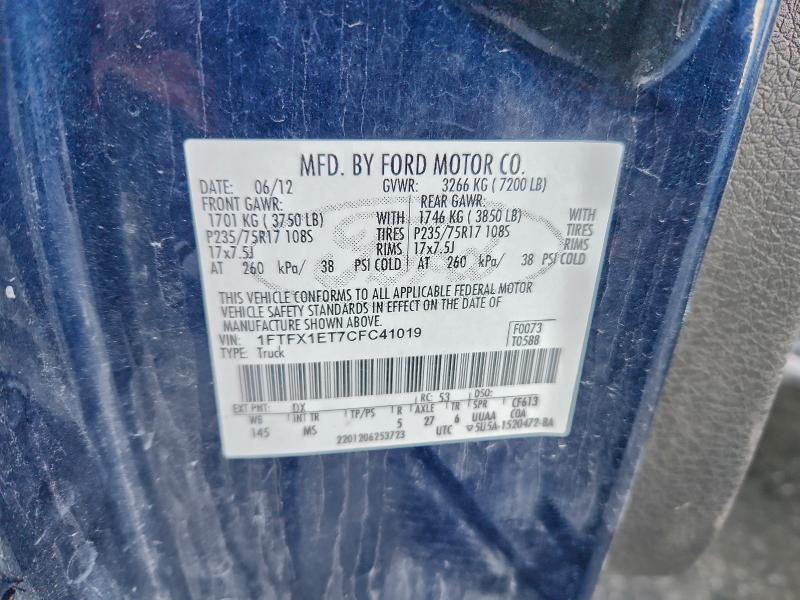 MFD. BY FORD MOTOR CO.
DATE: 06/12 GVWR: 3266 KG ( 7200 LB)
FRONT GAWR: REAR GAWR:
1701 KG ( 3750 LB) WITH 1746 KG ( 3850 LB) WITH
P235/75R17 108S TIRES P235/75R17 108S TIRES
17x7.5J RIMS 17x7.5J RIMS
AT 260 kPa/ 38 PSI COLD AT 260 kPa/ 38 PSI COLD
THIS VEHICLE CONFORMS TO ALL APPLICABLE FEDERAL MOTOR
VEHICLE SAFETY STANDARDS IN EFFECT ON THE DATE OF
MANUFACTURE SHOWN ABOVE.
VIN: 1FTFX1ET7CFC41019 F0073
TYPE: Truck T0588
EXT PNT: DX RC: 53 DSO:
WB INT TR TP/PS R AXLE TR SPR CF613
145 MS 5 27 6 UUAA COA
2201206253723 UTC ▽5U5A-1520472-BA
Ford